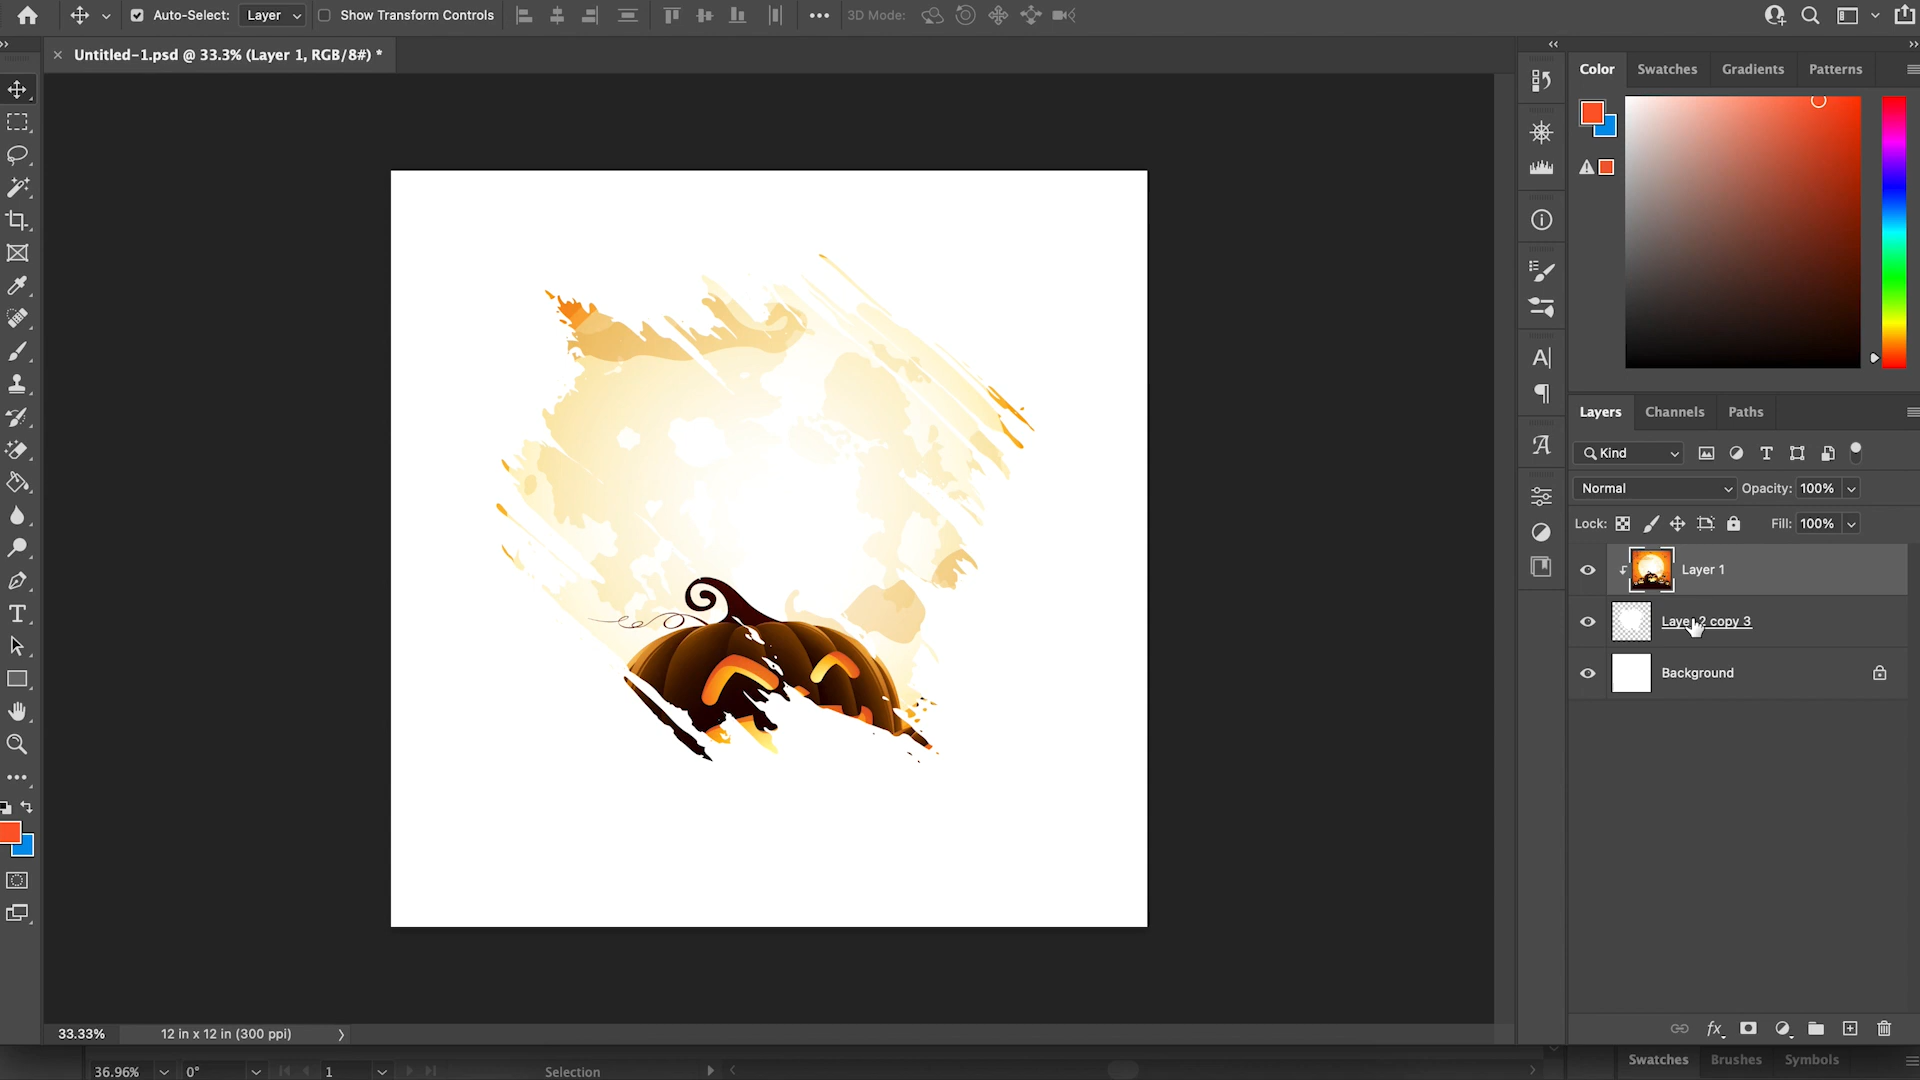 Auto-Select: Layer Show Transform Controls 3D Mode:
Untitled-1.psd @ 33.3% (Layer 1, RGB/8#) *
Color Swatches Gradients Patterns
Layers Channels Paths
Kind
Normal Opacity: 100%
Lock: Fill: 100%
Layer 1
Layer 2 copy 3
Background
33.33% 12 in x 12 in (300 ppi)
Swatches Brushes Symbols
36.96% 0° 1 Selection